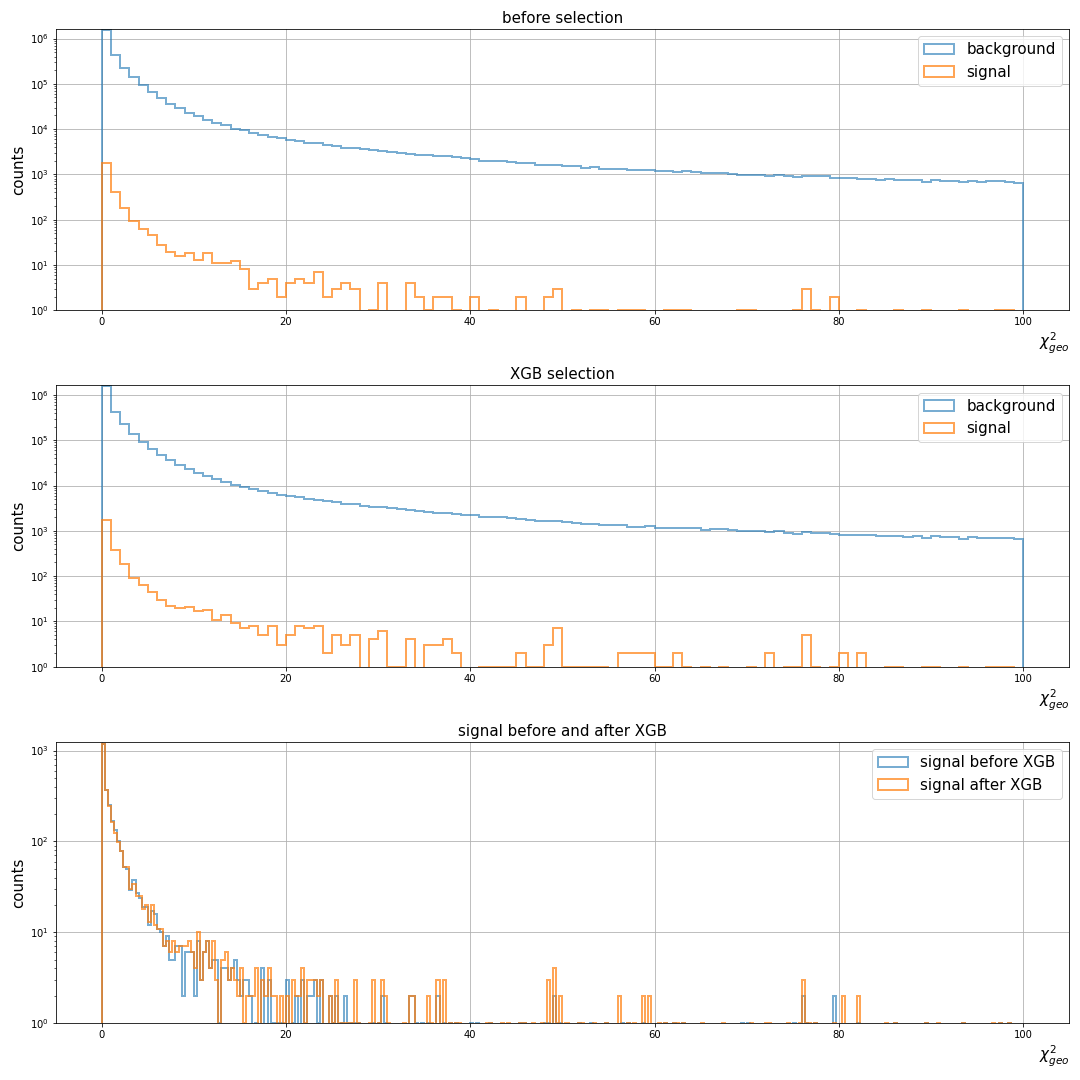 before selection
background
signal
counts
10⁶
10⁵
10⁴
10³
10²
10¹
10⁰
0 20 40 60 80 100
χ²geo
XGB selection
background
signal
counts
10⁶
10⁵
10⁴
10³
10²
10¹
10⁰
0 20 40 60 80 100
χ²geo
signal before and after XGB
signal before XGB
signal after XGB
counts
10³
10²
10¹
10⁰
0 20 40 60 80 100
χ²geo